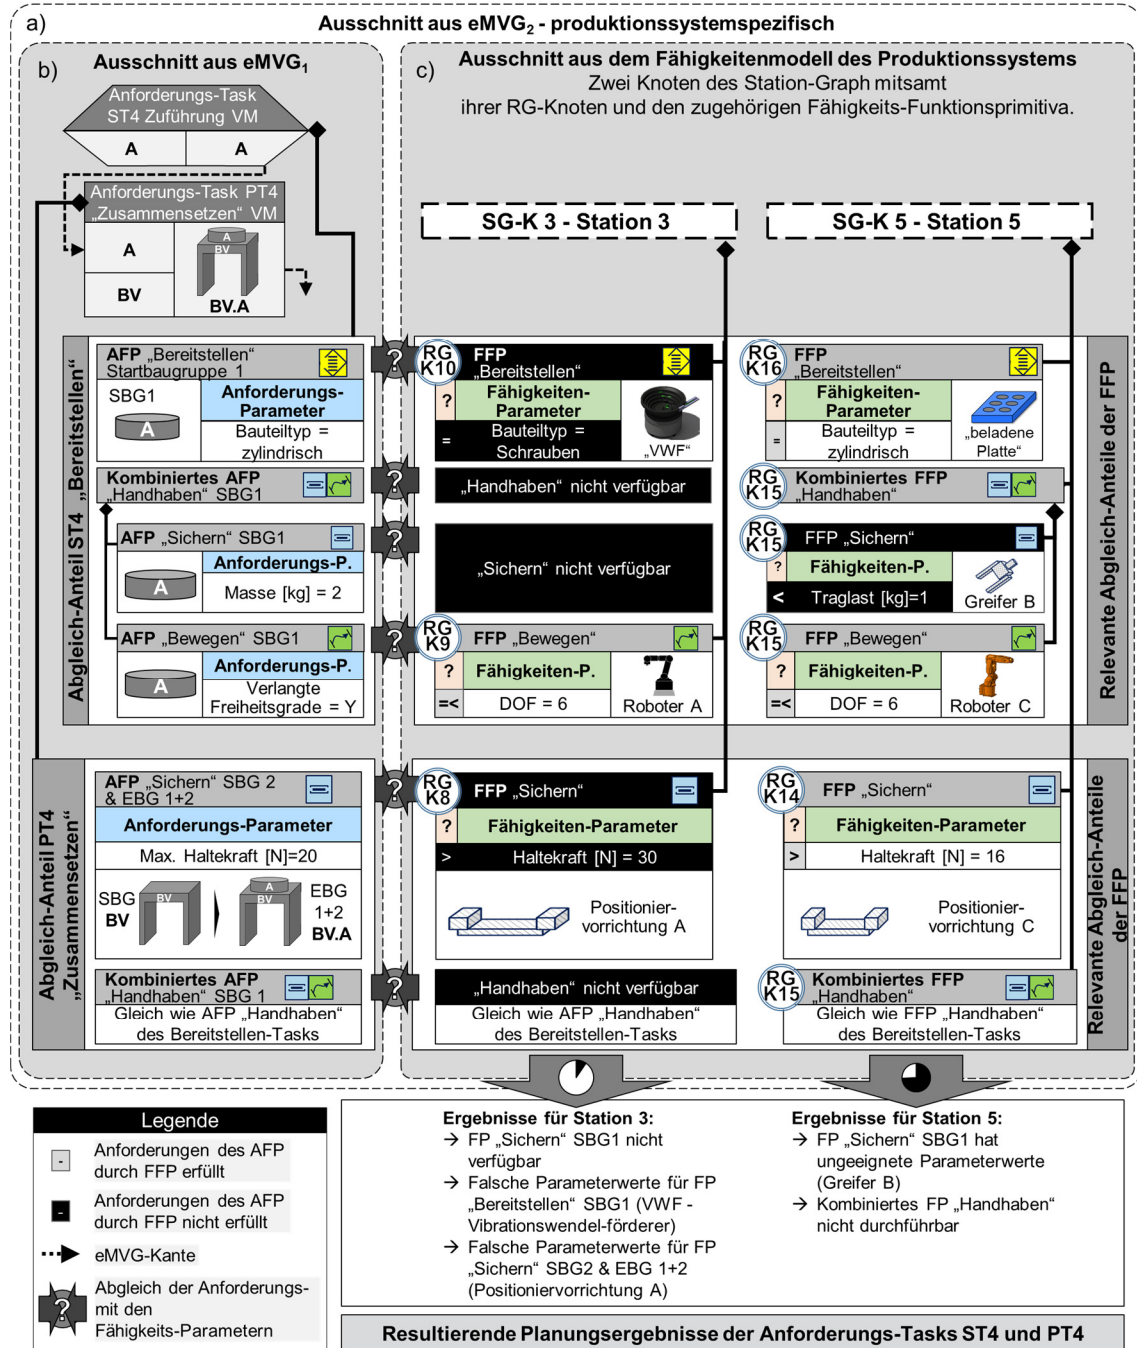 a)
Ausschnitt aus eMVG2 - produktionssystemspezifisch
b)
Ausschnitt aus eMVG1
Anforderungs-Task
ST4 Zuführung VM
A
A
Anforderungs-Task PT4
„Zusammensetzen“ VM
A
BV
A
BV
BV.A
c)
Ausschnitt aus dem Fähigkeitenmodell des Produktionssystems
Zwei Knoten des Station-Graph mitsamt
ihrer RG-Knoten und den zugehörigen Fähigkeits-Funktionsprimitiva.
SG-K 3 - Station 3
SG-K 5 - Station 5
Abgleich-Anteil ST4 „Bereitstellen“
AFP „Bereitstellen“
Startbaugruppe 1
SBG1
A
Anforderungs-
Parameter
Bauteiltyp =
zylindrisch
?
RG
K10
FFP
„Bereitstellen“
?
Fähigkeiten-
Parameter
=
Bauteiltyp =
Schrauben
„VWF“
RG
K16
FFP
„Bereitstellen“
?
Fähigkeiten-
Parameter
=
Bauteiltyp =
zylindrisch
„beladene
Platte“
Kombiniertes AFP
„Handhaben“ SBG1
?
„Handhaben“ nicht verfügbar
RG
K15
Kombiniertes FFP
„Handhaben“
AFP „Sichern“ SBG1
A
Anforderungs-P.
Masse [kg] = 2
?
„Sichern“ nicht verfügbar
RG
K15
FFP „Sichern“
?
Fähigkeiten-P.
<
Traglast [kg]=1
Greifer B
AFP „Bewegen“ SBG1
A
Anforderungs-P.
Verlangte
Freiheitsgrade = Y
?
RG
K9
FFP „Bewegen“
?
Fähigkeiten-P.
=<
DOF = 6
Roboter A
RG
K15
FFP „Bewegen“
?
Fähigkeiten-P.
=<
DOF = 6
Roboter C
Relevante Abgleich-Anteile der FFP
Abgleich-Anteil PT4
„Zusammensetzen“
AFP „Sichern“ SBG 2
& EBG 1+2
Anforderungs-Parameter
Max. Haltekraft [N]=20
SBG
BV
BV
A
BV
EBG
1+2
BV.A
?
RG
K8
FFP „Sichern“
?
Fähigkeiten-Parameter
>
Haltekraft [N] = 30
Positionier-
vorrichtung A
RG
K14
FFP „Sichern“
?
Fähigkeiten-Parameter
>
Haltekraft [N] = 16
Positionier-
vorrichtung C
Kombiniertes AFP
„Handhaben“ SBG 1
Gleich wie AFP „Handhaben“
des Bereitstellen-Tasks
?
„Handhaben“ nicht verfügbar
Gleich wie AFP „Handhaben“
des Bereitstellen-Tasks
RG
K15
Kombiniertes FFP
„Handhaben“
Gleich wie FFP „Handhaben“
des Bereitstellen-Tasks
Relevante Abgleich-Anteile
der FFP
Legende
-
Anforderungen des AFP
durch FFP erfüllt
-
Anforderungen des AFP
durch FFP nicht erfüllt
eMVG-Kante
?
Abgleich der Anforderungs-
mit den
Fähigkeits-Parametern
Ergebnisse für Station 3:
→ FP „Sichern“ SBG1 nicht
verfügbar
→ Falsche Parameterwerte für FP
„Bereitstellen“ SBG1 (VWF -
Vibrationswendel-förderer)
→ Falsche Parameterwerte für FP
„Sichern“ SBG2 & EBG 1+2
(Positioniervorrichtung A)
Ergebnisse für Station 5:
→ FP „Sichern“ SBG1 hat
ungeeignete Parameterwerte
(Greifer B)
→ Kombiniertes FP „Handhaben“
nicht durchführbar
Resultierende Planungsergebnisse der Anforderungs-Tasks ST4 und PT4